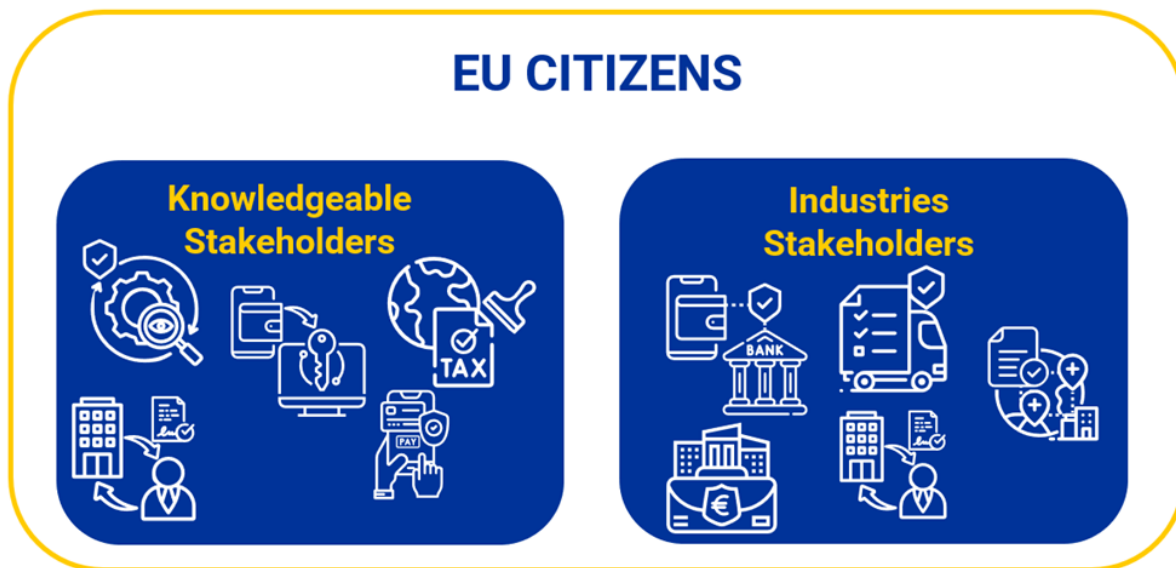 EU CITIZENS
Knowledgeable
Stakeholders
TAX
PAY
Industries
Stakeholders
BANK
€